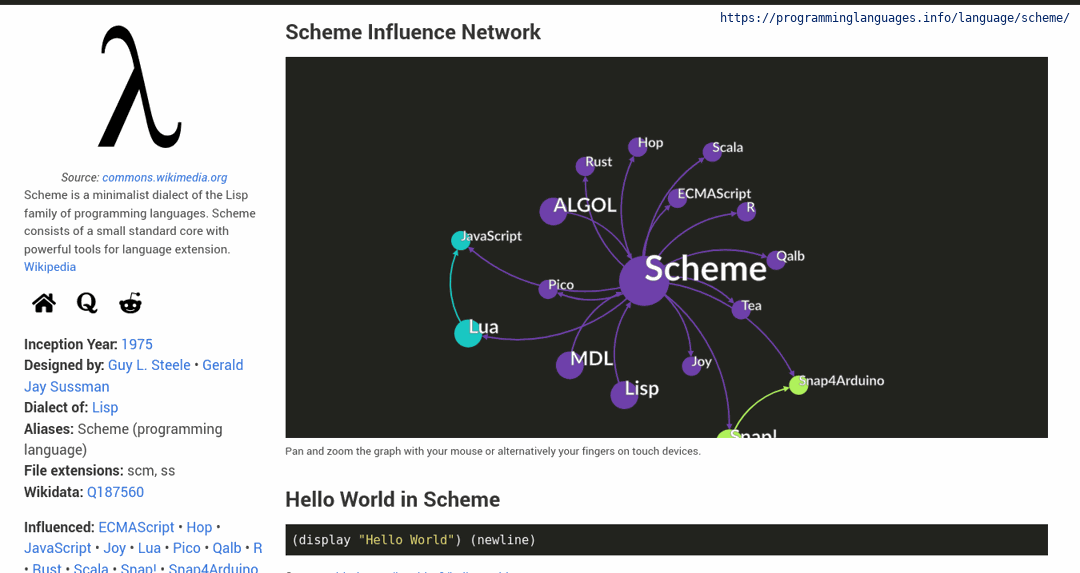 https://programminglanguages.info/language/scheme/
λ
Source: commons.wikimedia.org
Scheme is a minimalist dialect of the Lisp
family of programming languages. Scheme
consists of a small standard core with
powerful tools for language extension.
Wikipedia
Q
Inception Year: 1975
Designed by: Guy L. Steele • Gerald
Jay Sussman
Dialect of: Lisp
Aliases: Scheme (programming
language)
File extensions: scm, ss
Wikidata: Q187560
Influenced: ECMAScript • Hop •
JavaScript • Joy • Lua • Pico • Qalb • R
• Rust • Scala • Snap! • Snap4Arduino
Scheme Influence Network
Hop
Scala
Rust
ECMAScript
ALGOL
R
JavaScript
Qalb
Scheme
Pico
Tea
Lua
MDL
Joy
Lisp
Snap4Arduino
Snap!
Pan and zoom the graph with your mouse or alternatively your fingers on touch devices.
Hello World in Scheme
(display "Hello World") (newline)